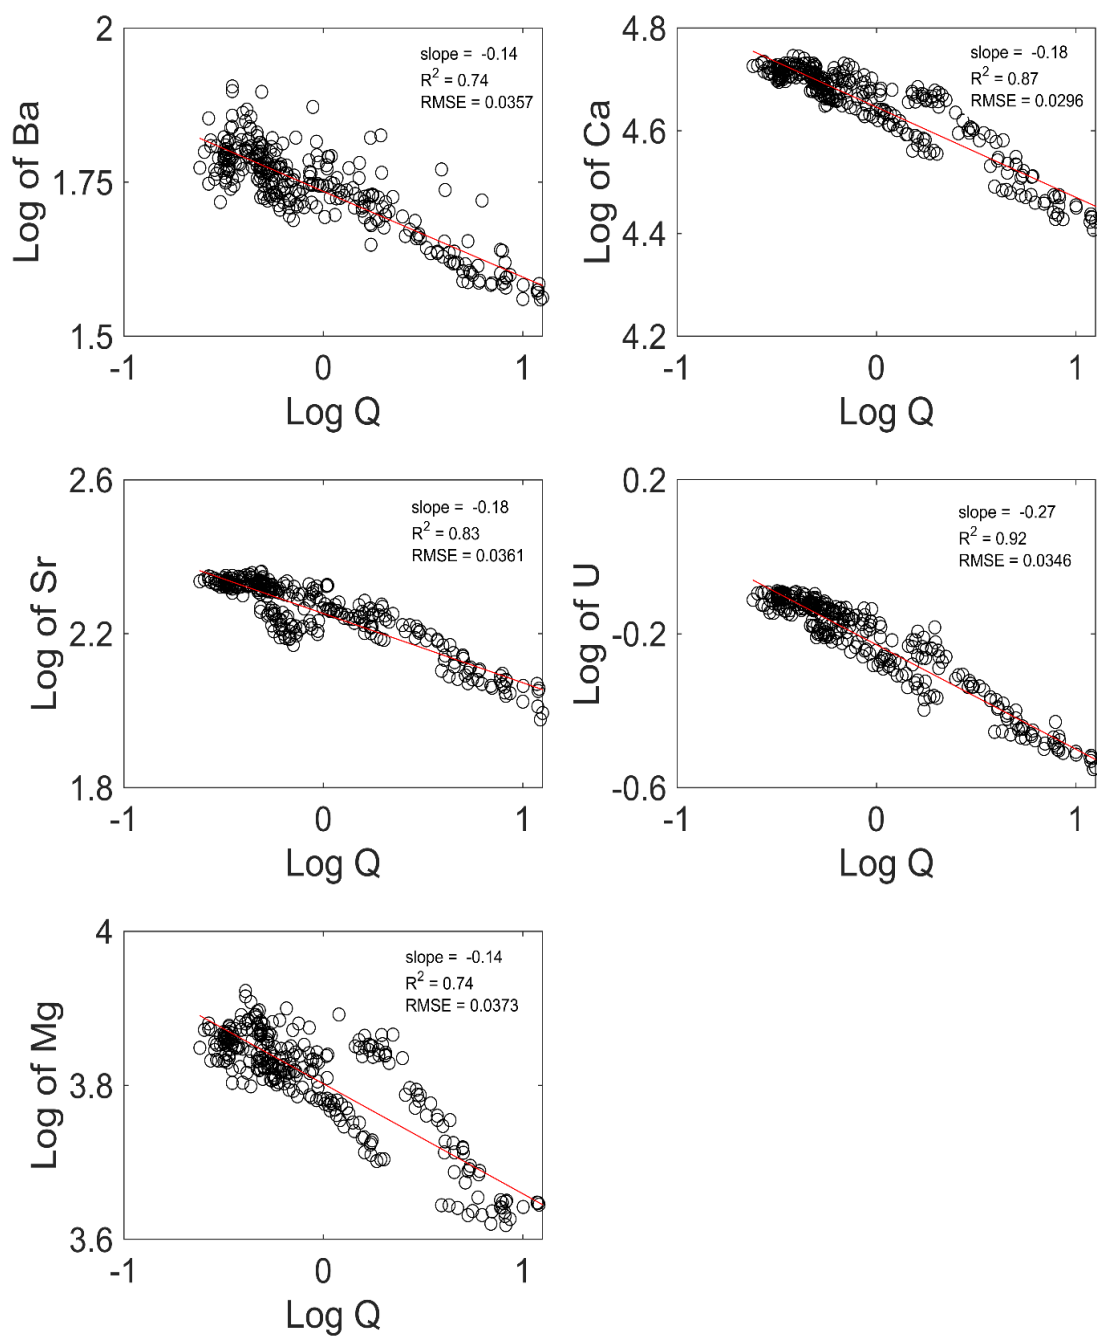 2
1.75
1.5
-1
0
1
Log of Ba
Log Q
slope = -0.14
R² = 0.74
RMSE = 0.0357
4.8
4.6
4.4
4.2
-1
0
1
Log of Ca
Log Q
slope = -0.18
R² = 0.87
RMSE = 0.0296
2.6
2.2
1.8
-1
0
1
Log of Sr
Log Q
slope = -0.18
R² = 0.83
RMSE = 0.0361
0.2
-0.2
-0.6
-1
0
1
Log of U
Log Q
slope = -0.27
R² = 0.92
RMSE = 0.0346
4
3.8
3.6
-1
0
1
Log of Mg
Log Q
slope = -0.14
R² = 0.74
RMSE = 0.0373